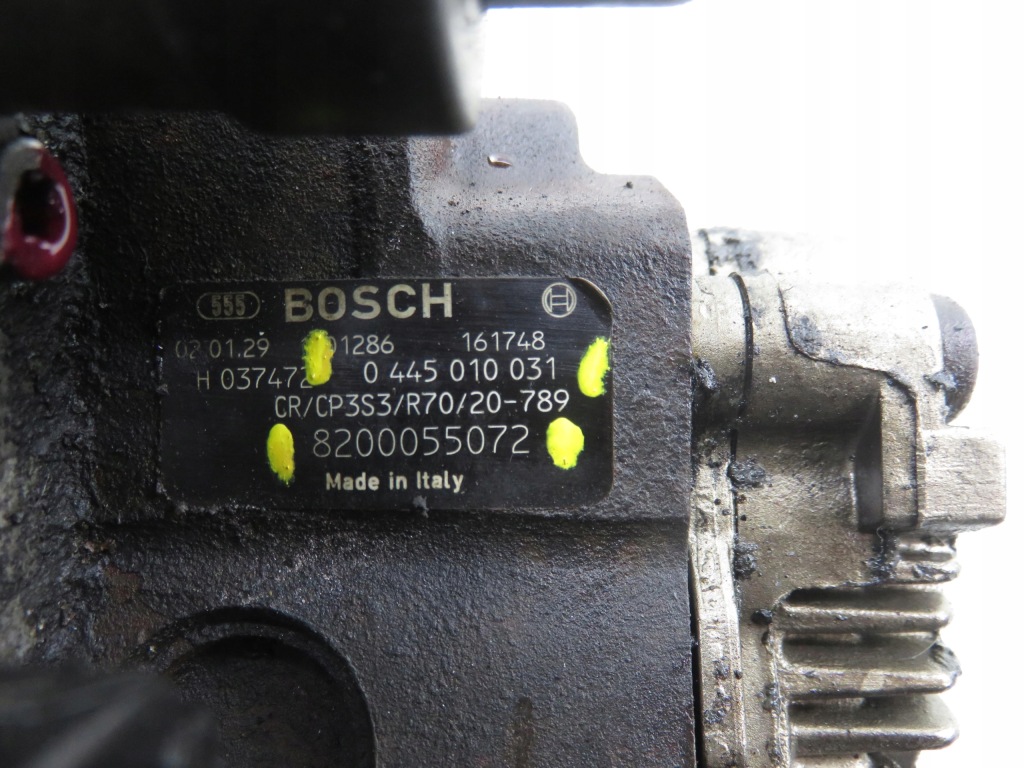 555 BOSCH
02.01.29 01286 161748
H 037472 0 445 010 031
CR/CP3S3/R70/20-789
8200055072
Made in Italy